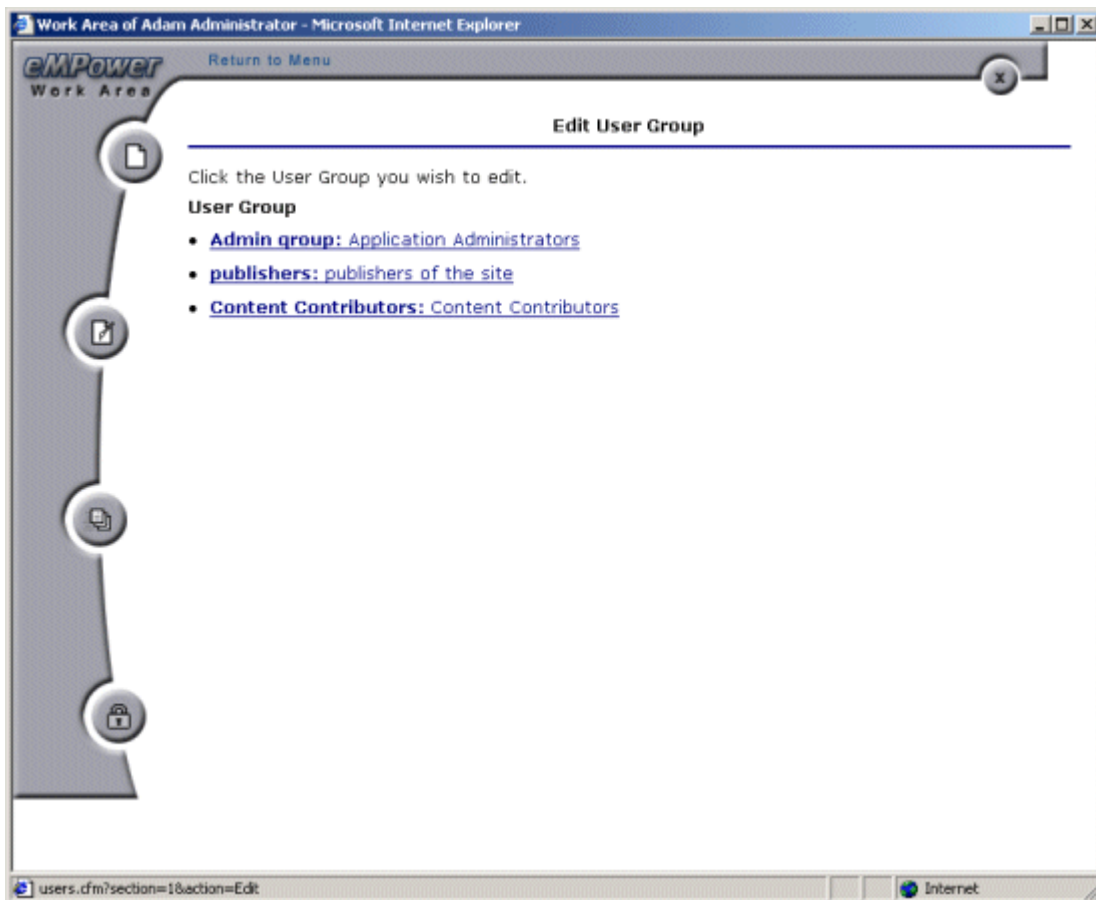 Work Area of Adam Administrator - Microsoft Internet Explorer
eMPower
Return to Menu
Work Area
x
Edit User Group
Click the User Group you wish to edit.
User Group
• Admin group: Application Administrators
• publishers: publishers of the site
• Content Contributors: Content Contributors
users.cfm?section=1&action=Edit
Internet